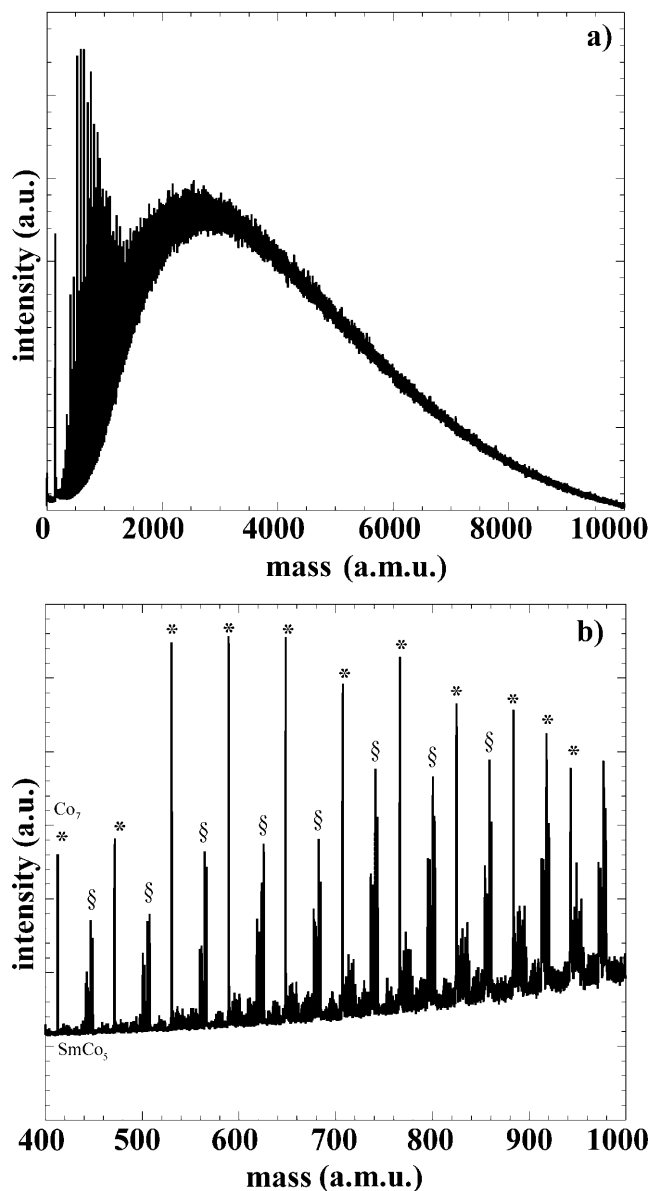 a)
intensity (a.u.)
0 2000 4000 6000 8000 10000
mass (a.m.u.)
b)
* * * * * * * * * * *
§ § § § § § § §
Co₇
intensity (a.u.)
SmCo₅
400 500 600 700 800 900 1000
mass (a.m.u.)